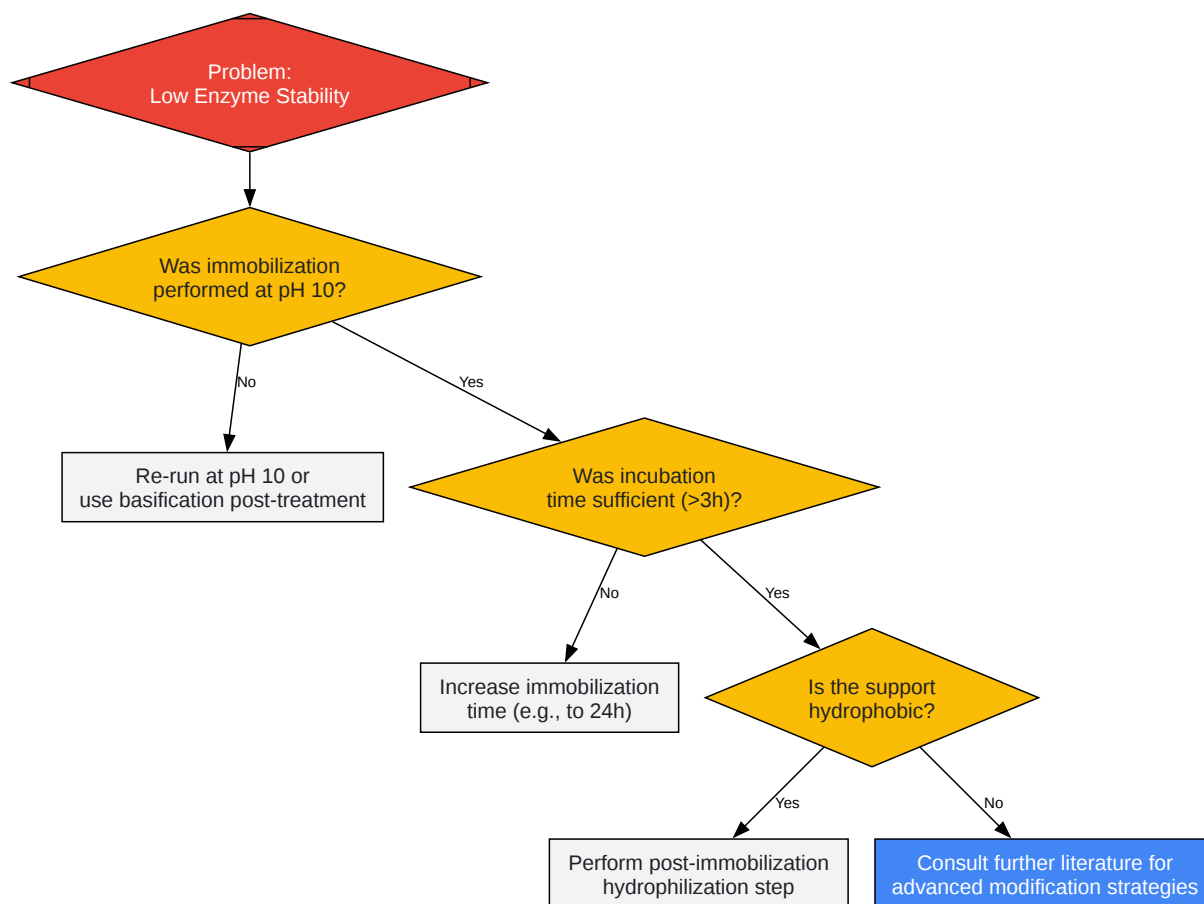 Problem:
Low Enzyme Stability
Was immobilization
performed at pH 10?
No
Yes
Re-run at pH 10 or
use basification post-treatment
Was incubation
time sufficient (>3h)?
No
Yes
Increase immobilization
time (e.g., to 24h)
Is the support
hydrophobic?
Yes
No
Perform post-immobilization
hydrophilization step
Consult further literature for
advanced modification strategies